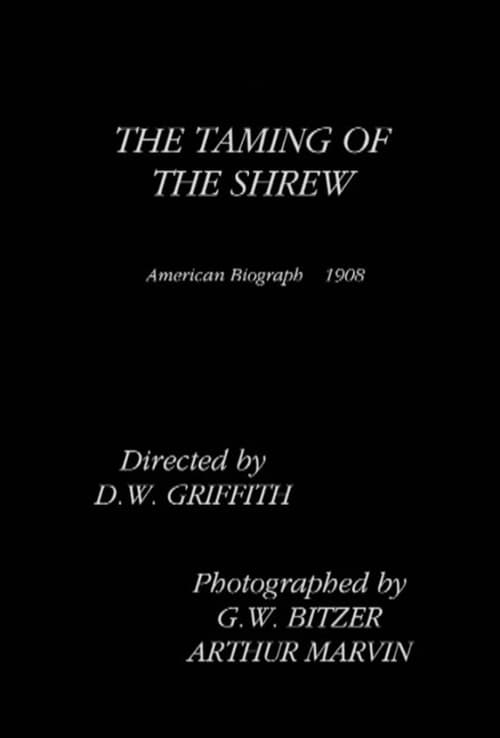 THE TAMING OF
THE SHREW
American Biograph 1908
Directed by
D.W. GRIFFITH
Photographed by
G.W. BITZER
ARTHUR MARVIN